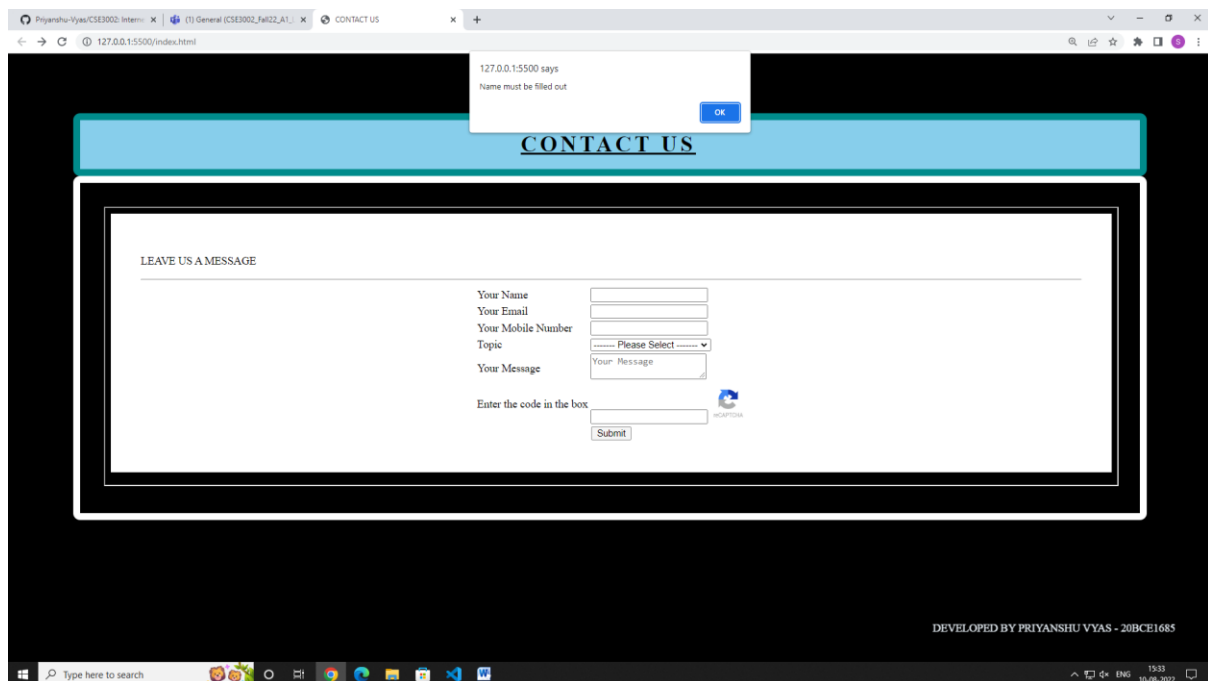 Priyanshu-Vyas/CSE3002: Interne
(1) General (CSE3002_Fall22_A1_
CONTACT US
127.0.0.1:5500/index.html
S
127.0.0.1:5500 says
Name must be filled out
OK
CONTACT US
LEAVE US A MESSAGE
Your Name
Your Email
Your Mobile Number
Topic
------- Please Select -------
Your Message
Your Message
Enter the code in the box
reCAPTCHA
Submit
DEVELOPED BY PRIYANSHU VYAS - 20BCE1685
Type here to search
ENG
15:33
10-08-2022